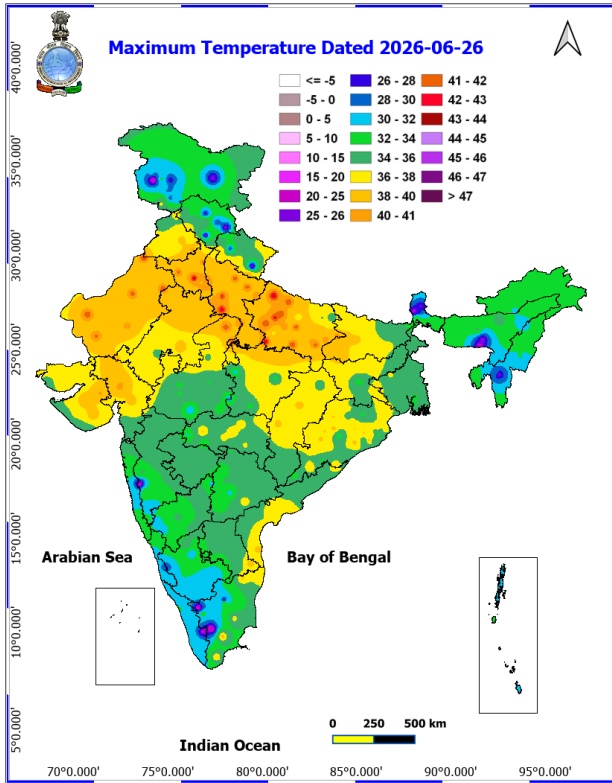 Maximum Temperature Dated 2026-06-26
<= -5
-5 - 0
0 - 5
5 - 10
10 - 15
15 - 20
20 - 25
25 - 26
26 - 28
28 - 30
30 - 32
32 - 34
34 - 36
36 - 38
38 - 40
40 - 41
41 - 42
42 - 43
43 - 44
44 - 45
45 - 46
46 - 47
> 47
40°0.000'
35°0.000'
30°0.000'
25°0.000'
20°0.000'
15°0.000'
10°0.000'
5°0.000'
Arabian Sea
Bay of Bengal
Indian Ocean
0 250 500 km
70°0.000' 75°0.000' 80°0.000' 85°0.000' 90°0.000' 95°0.000'